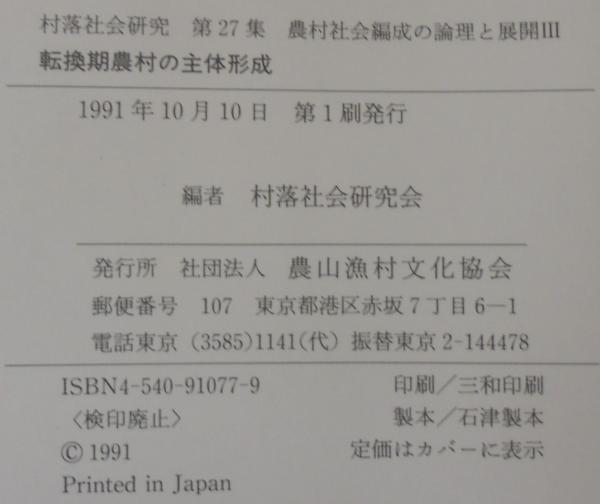 村落社会研究 第27集 農村社会編成の論理と展開III
転換期農村の主体形成
1991年10月10日 第1刷発行
編者 村落社会研究会
発行所 社団法人 農山漁村文化協会
郵便番号 107 東京都港区赤坂7丁目6—1
電話東京(3585)1141(代) 振替東京2-144478
ISBN4-540-91077-9 印刷/三和印刷
〈検印廃止〉 製本/石津製本
© 1991 定価はカバーに表示
Printed in Japan